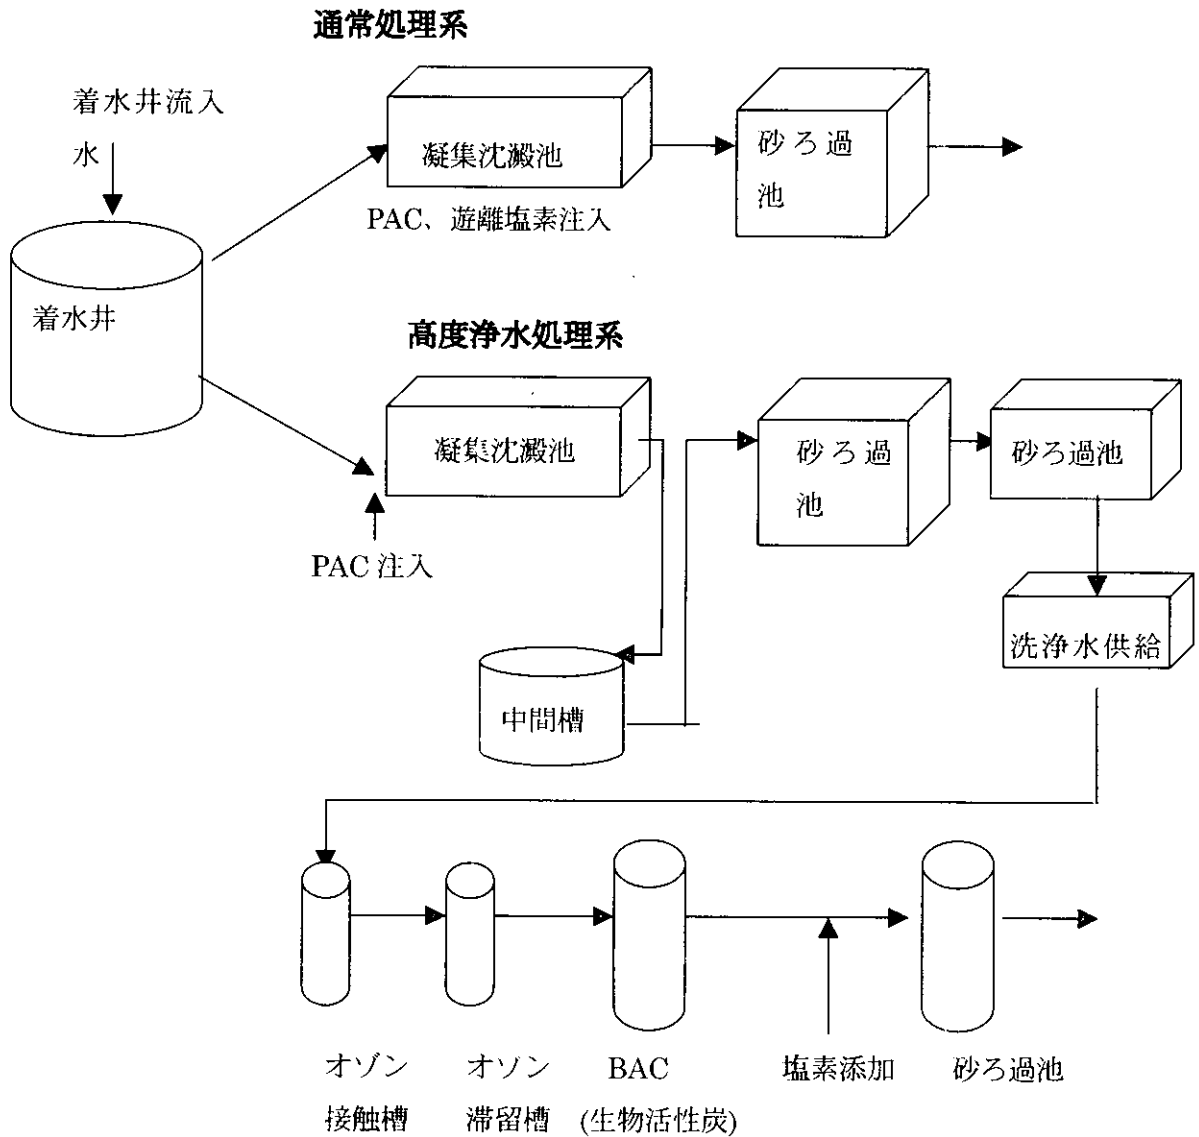 通常処理系
着水井流入
水
凝集沈澱池
砂ろ過
池
PAC、遊離塩素注入
着水井
高度浄水処理系
凝集沈澱池
砂ろ過
池
砂ろ過池
PAC 注入
洗浄水供給
中間槽
オゾン
接触槽
オゾン
滞留槽
BAC
(生物活性炭)
塩素添加
砂ろ過池